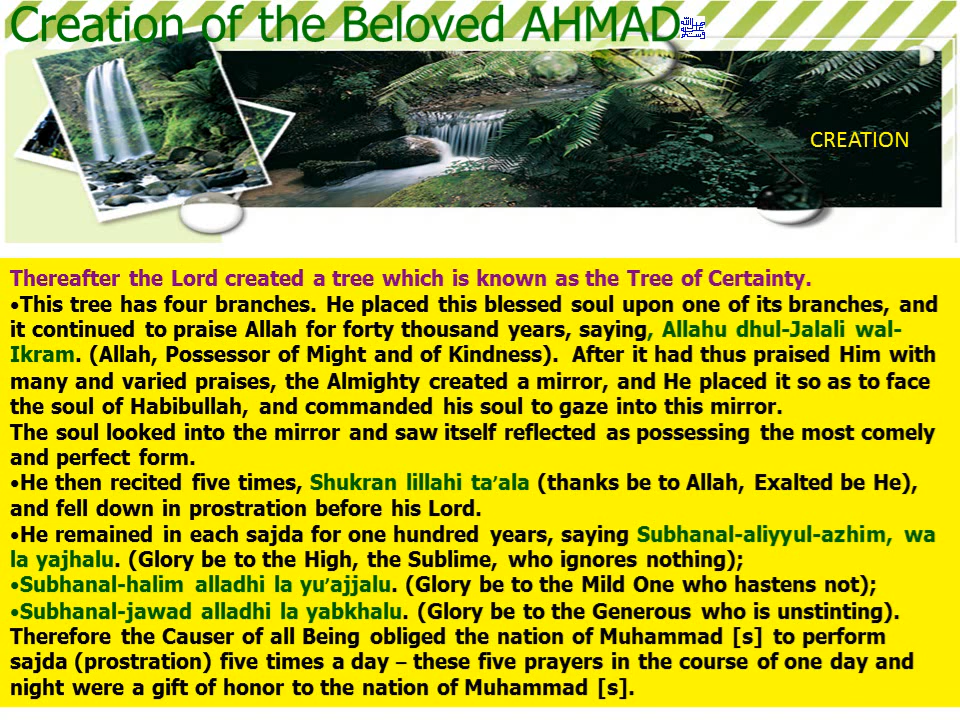 Creation of the Beloved AHMADﷺ
CREATION
Thereafter the Lord created a tree which is known as the Tree of Certainty.
•This tree has four branches. He placed this blessed soul upon one of its branches, and
it continued to praise Allah for forty thousand years, saying, Allahu dhul-Jalali wal-
Ikram. (Allah, Possessor of Might and of Kindness). After it had thus praised Him with
many and varied praises, the Almighty created a mirror, and He placed it so as to face
the soul of Habibullah, and commanded his soul to gaze into this mirror.
The soul looked into the mirror and saw itself reflected as possessing the most comely
and perfect form.
•He then recited five times, Shukran lillahi ta’ala (thanks be to Allah, Exalted be He),
and fell down in prostration before his Lord.
•He remained in each sajda for one hundred years, saying Subhanal-aliyyul-azhim, wa
la yajhalu. (Glory be to the High, the Sublime, who ignores nothing);
•Subhanal-halim alladhi la yu’ajjalu. (Glory be to the Mild One who hastens not);
•Subhanal-jawad alladhi la yabkhalu. (Glory be to the Generous who is unstinting).
Therefore the Causer of all Being obliged the nation of Muhammad [s] to perform
sajda (prostration) five times a day – these five prayers in the course of one day and
night were a gift of honor to the nation of Muhammad [s].